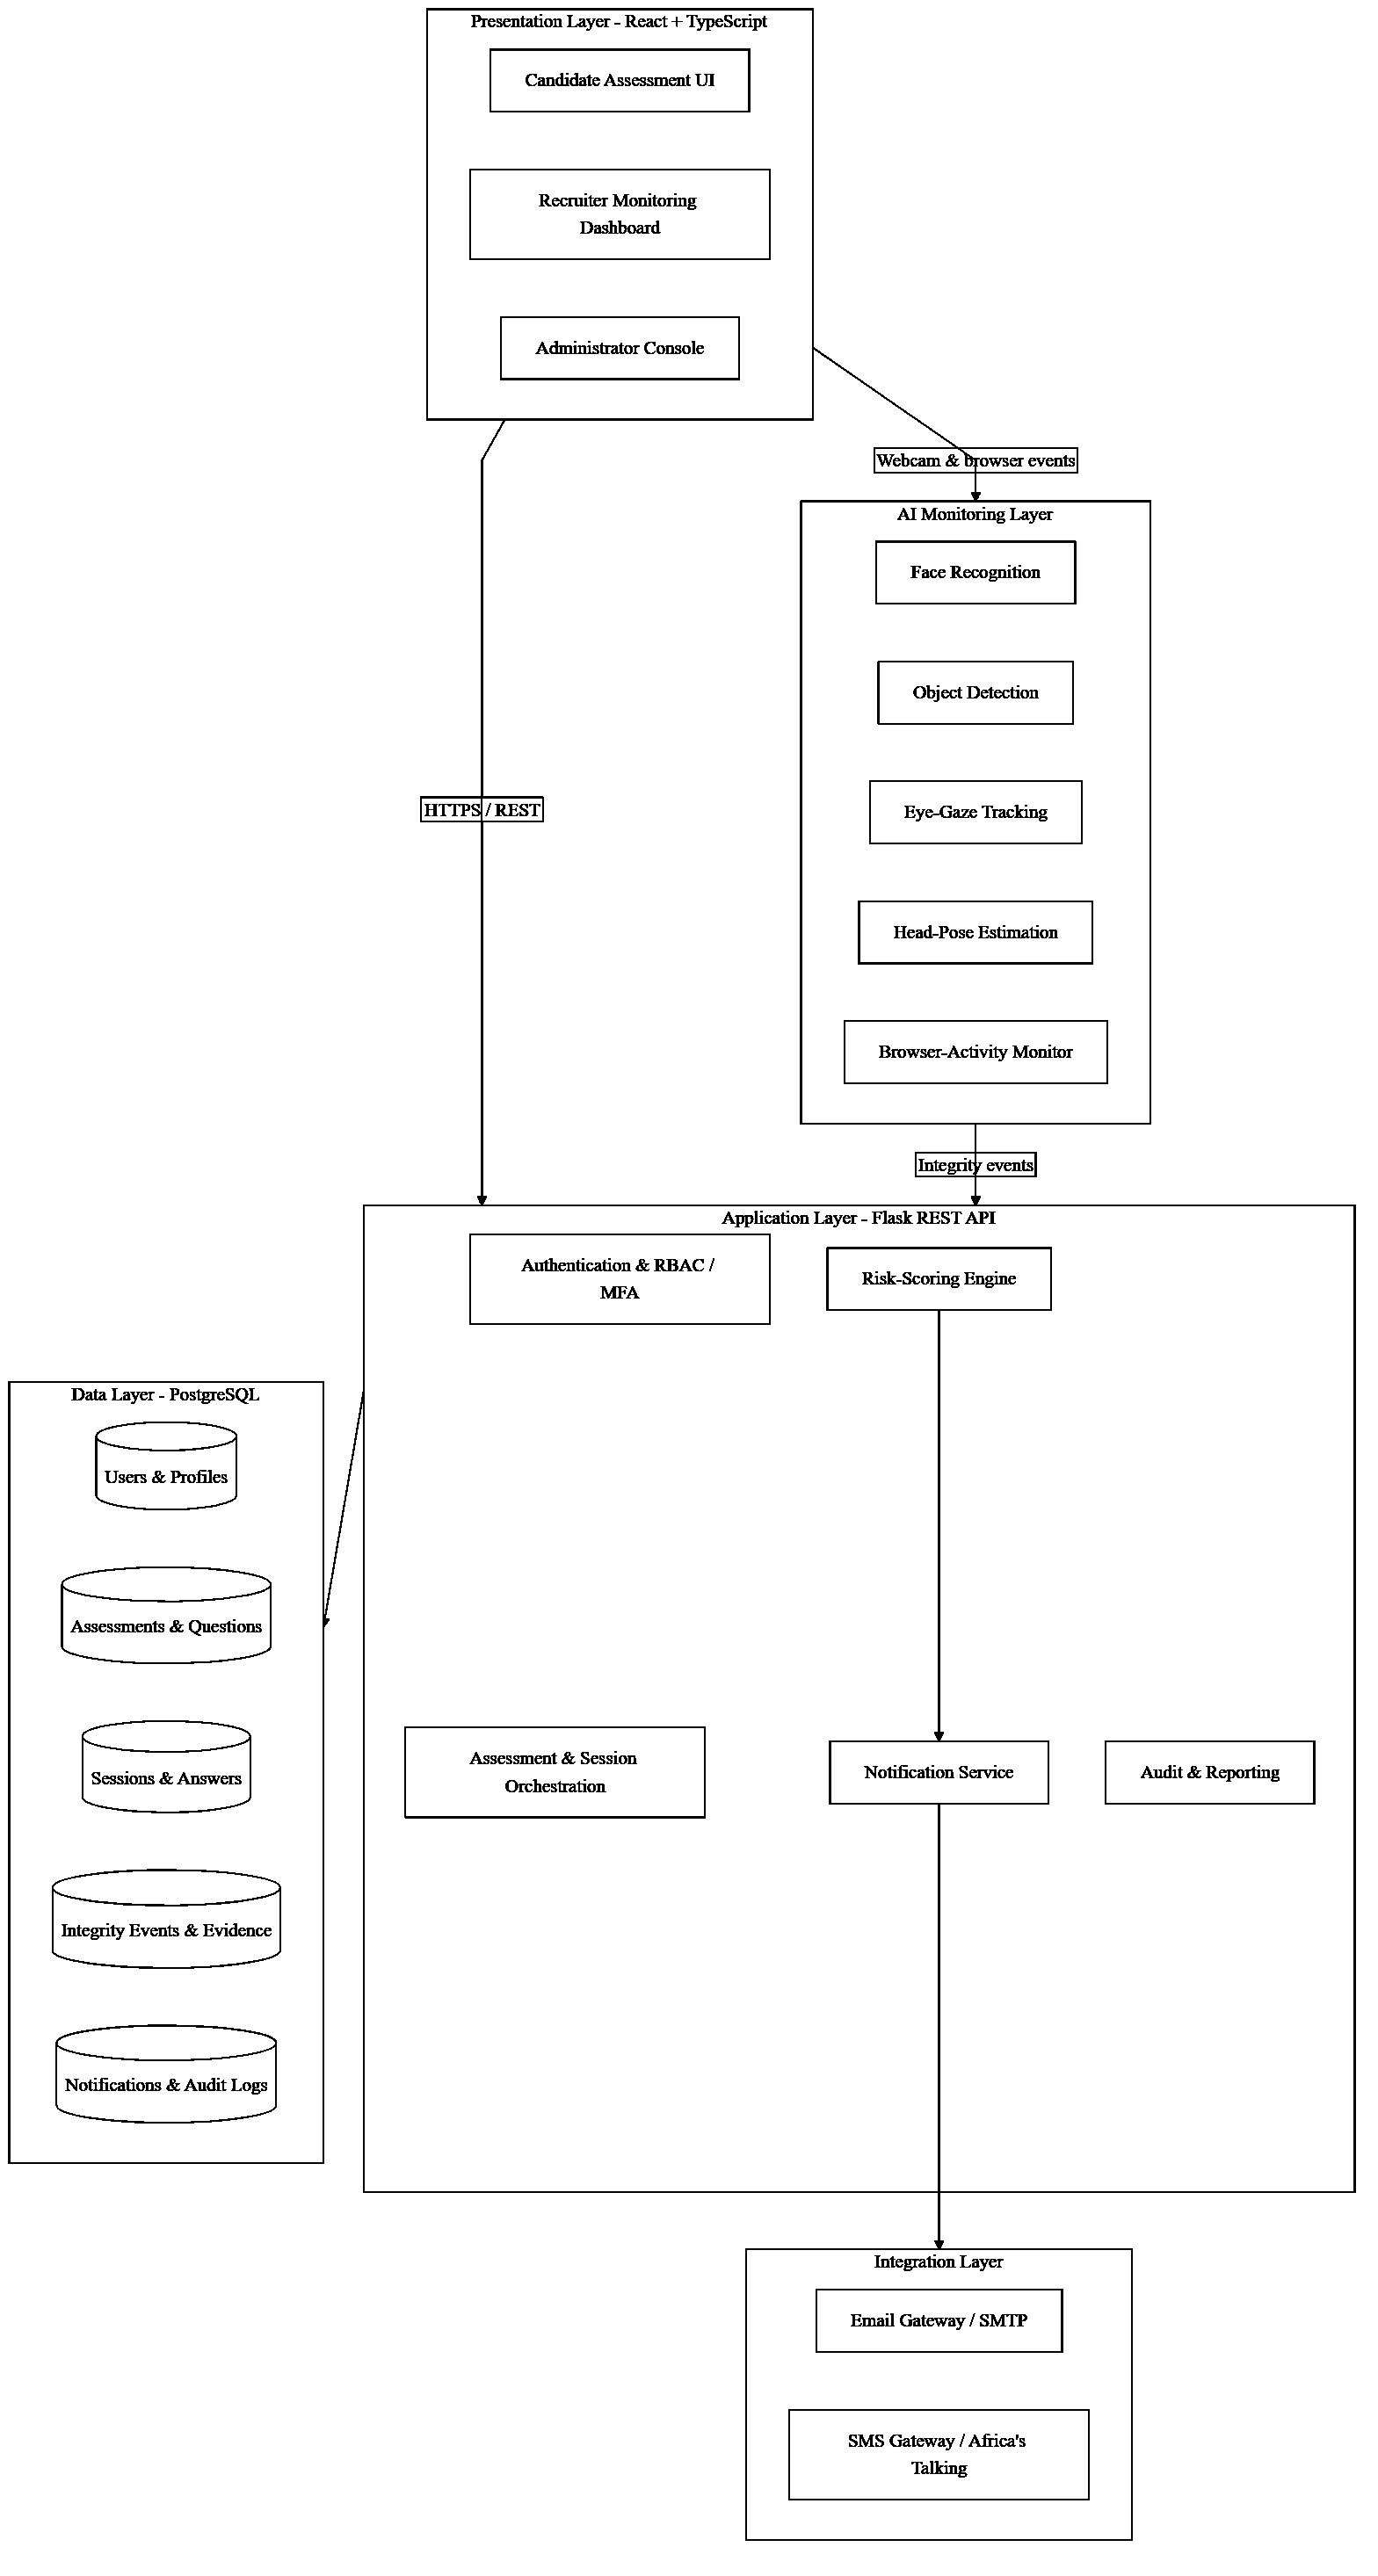 Presentation Layer - React + TypeScript
Candidate Assessment UI
Recruiter Monitoring
Dashboard
Administrator Console
Webcam & browser events
AI Monitoring Layer
Face Recognition
Object Detection
Eye-Gaze Tracking
HTTPS / REST
Head-Pose Estimation
Browser-Activity Monitor
Integrity events
Application Layer - Flask REST API
Authentication & RBAC /
MFA
Risk-Scoring Engine
Data Layer - PostgreSQL
Users & Profiles
Assessments & Questions
Sessions & Answers
Integrity Events & Evidence
Notifications & Audit Logs
Assessment & Session
Orchestration
Notification Service
Audit & Reporting
Integration Layer
Email Gateway / SMTP
SMS Gateway / Africa's
Talking